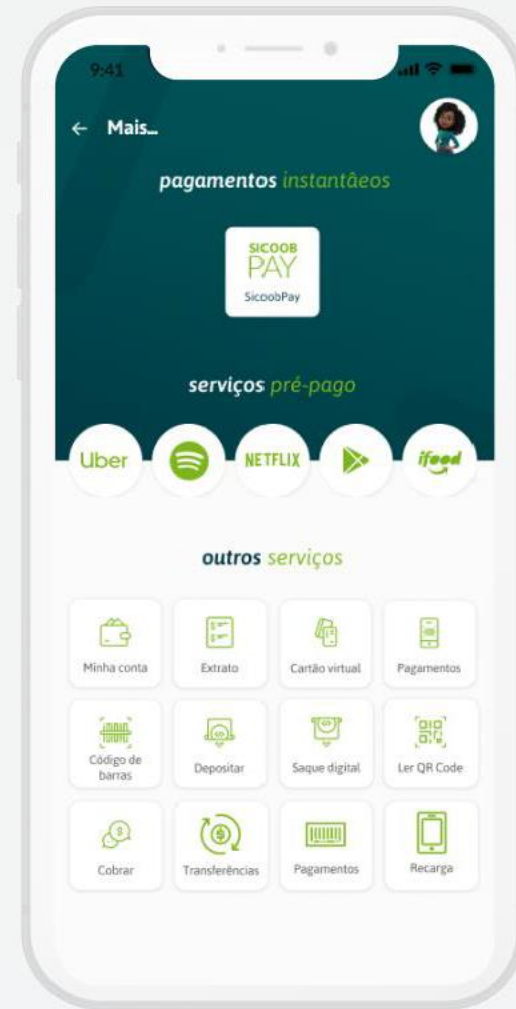 9:41
← Mais...
pagamentos instantâeos
SICOOB
PAY
SicoobPay
serviços pré-pago
Uber
NETFLIX
ifood
outros serviços
Minha conta
Extrato
Cartão virtual
Pagamentos
Código de
barras
Depositar
Saque digital
Ler QR Code
Cobrar
Transferências
Pagamentos
Recarga